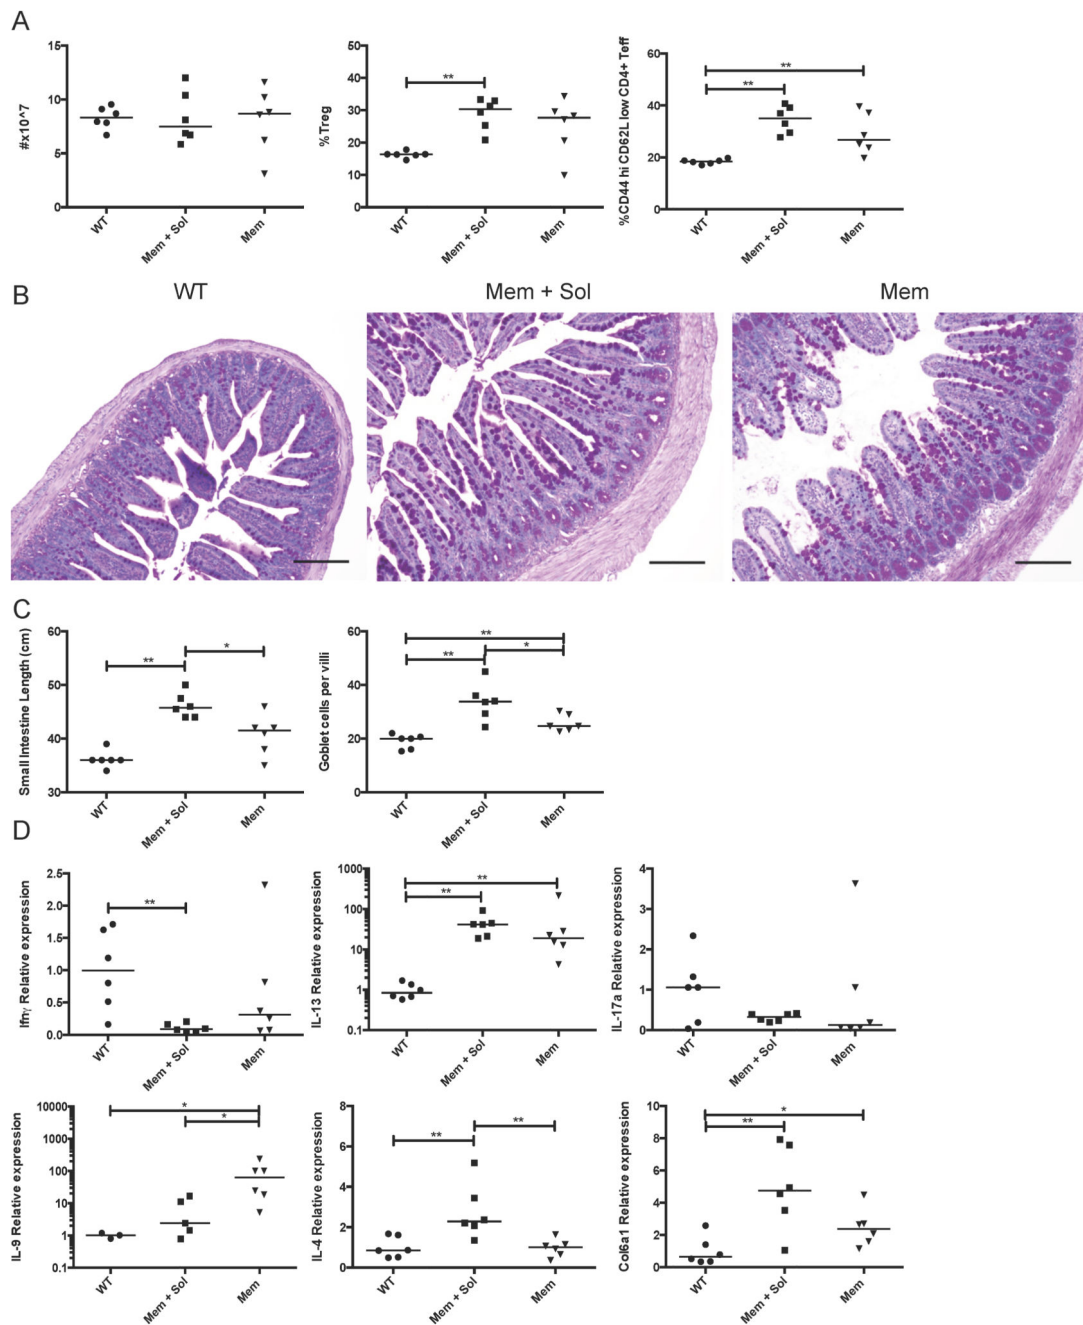 A
#x10^7
15
10
5
0
WT
Mem + Sol
Mem
%Treg
50
40
30
20
10
0
**
WT
Mem + Sol
Mem
%CD44 hi CD62L low CD4+ Teff
60
40
20
0
**
**
WT
Mem + Sol
Mem
B
WT
Mem + Sol
Mem
C
Small Intestine Length (cm)
60
50
40
30
**
*
WT
Mem + Sol
Mem
Goblet cells per villi
60
40
20
0
**
**
*
WT
Mem + Sol
Mem
D
Ifnγ Relative expression
2.5
2.0
1.5
1.0
0.5
0.0
**
WT
Mem + Sol
Mem
IL-13 Relative expression
1000
100
10
1
0.1
**
**
WT
Mem + Sol
Mem
IL-17a Relative expression
4
3
2
1
0
WT
Mem + Sol
Mem
IL-9 Relative expression
10000
1000
100
10
1
0.1
*
*
WT
Mem + Sol
Mem
IL-4 Relative expression
8
6
4
2
0
**
**
WT
Mem + Sol
Mem
Col6a1 Relative expression
10
8
6
4
2
0
*
**
WT
Mem + Sol
Mem